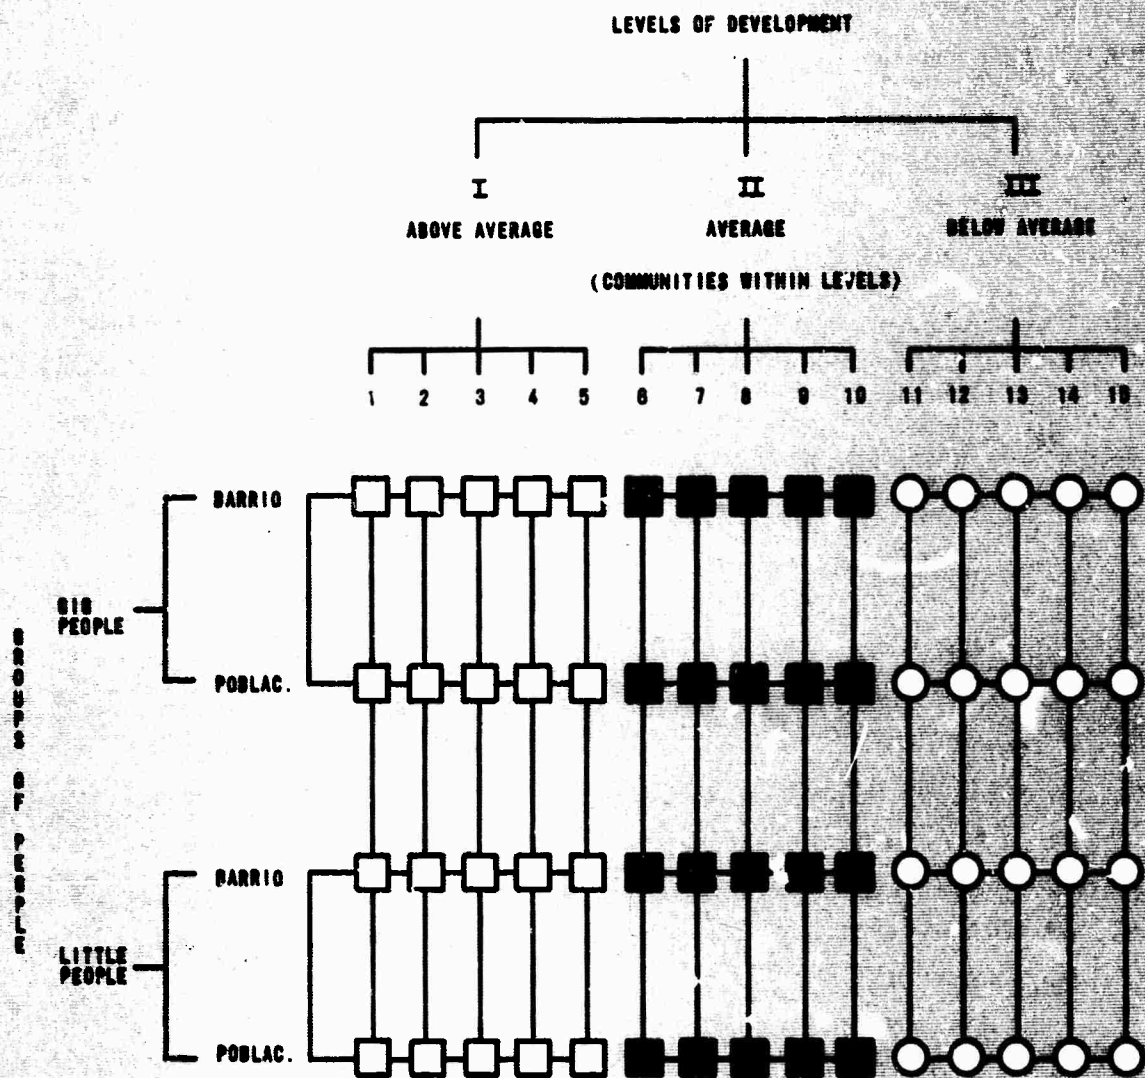 LEVELS OF DEVELOPMENT
I II III
ABOVE AVERAGE AVERAGE BELOW AVERAGE
(COMMUNITIES WITHIN LEVELS)
1 2 3 4 5 6 7 8 9 10 11 12 13 14 15
BARRIO
BIG
PEOPLE
POBLAC.
GROUPS OF PEOPLE
BARRIO
LITTLE
PEOPLE
POBLAC.